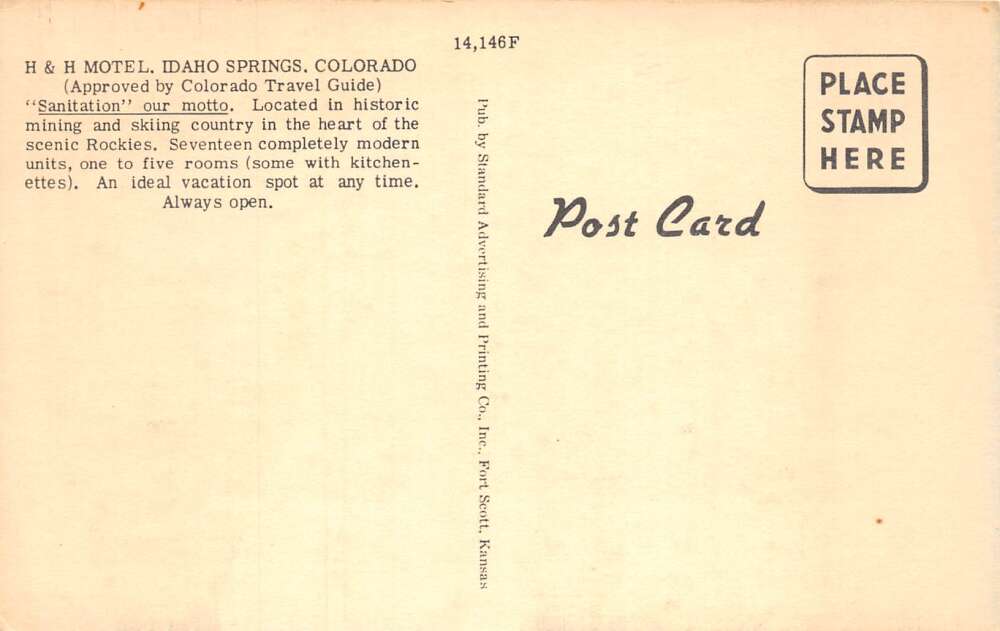 14,146F
H & H MOTEL, IDAHO SPRINGS, COLORADO
(Approved by Colorado Travel Guide)
"Sanitation" our motto. Located in historic
mining and skiing country in the heart of the
scenic Rockies. Seventeen completely modern
units, one to five rooms (some with kitchen-
ettes). An ideal vacation spot at any time.
Always open.
Pub. by Standard Advertising and Printing Co., Inc., Fort Scott, Kansas
Post Card
PLACE
STAMP
HERE